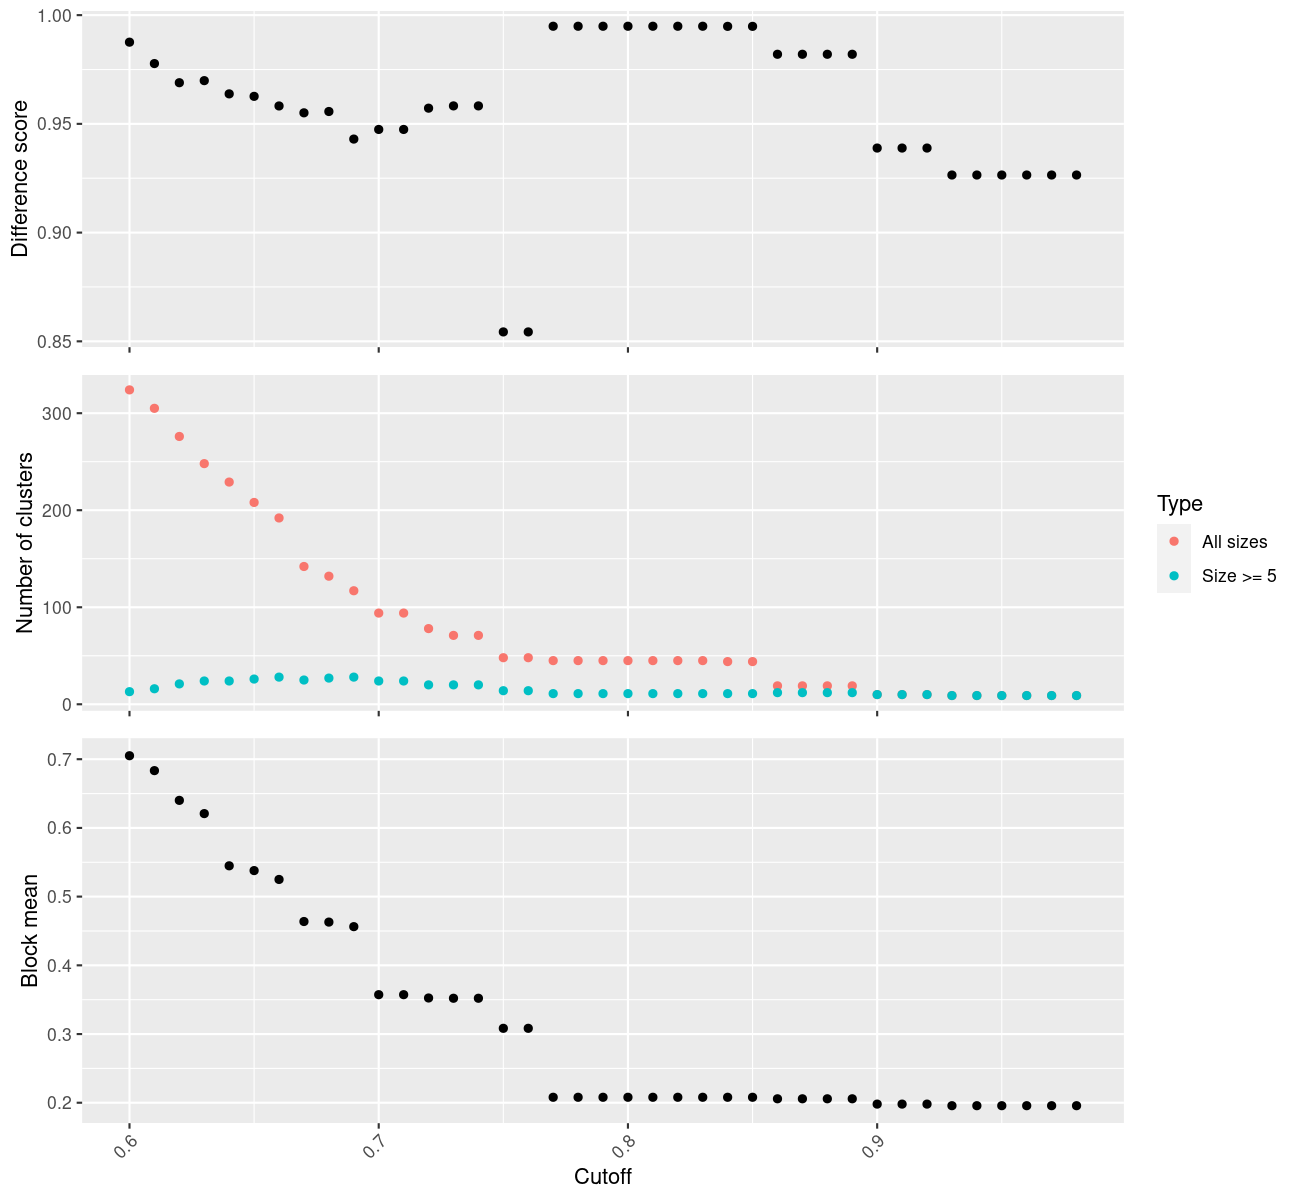 Difference score
1.00
0.95
0.90
0.85
Number of clusters
300
200
100
0
Type
All sizes
Size >= 5
Block mean
0.7
0.6
0.5
0.4
0.3
0.2
0.6 0.7 0.8 0.9
Cutoff